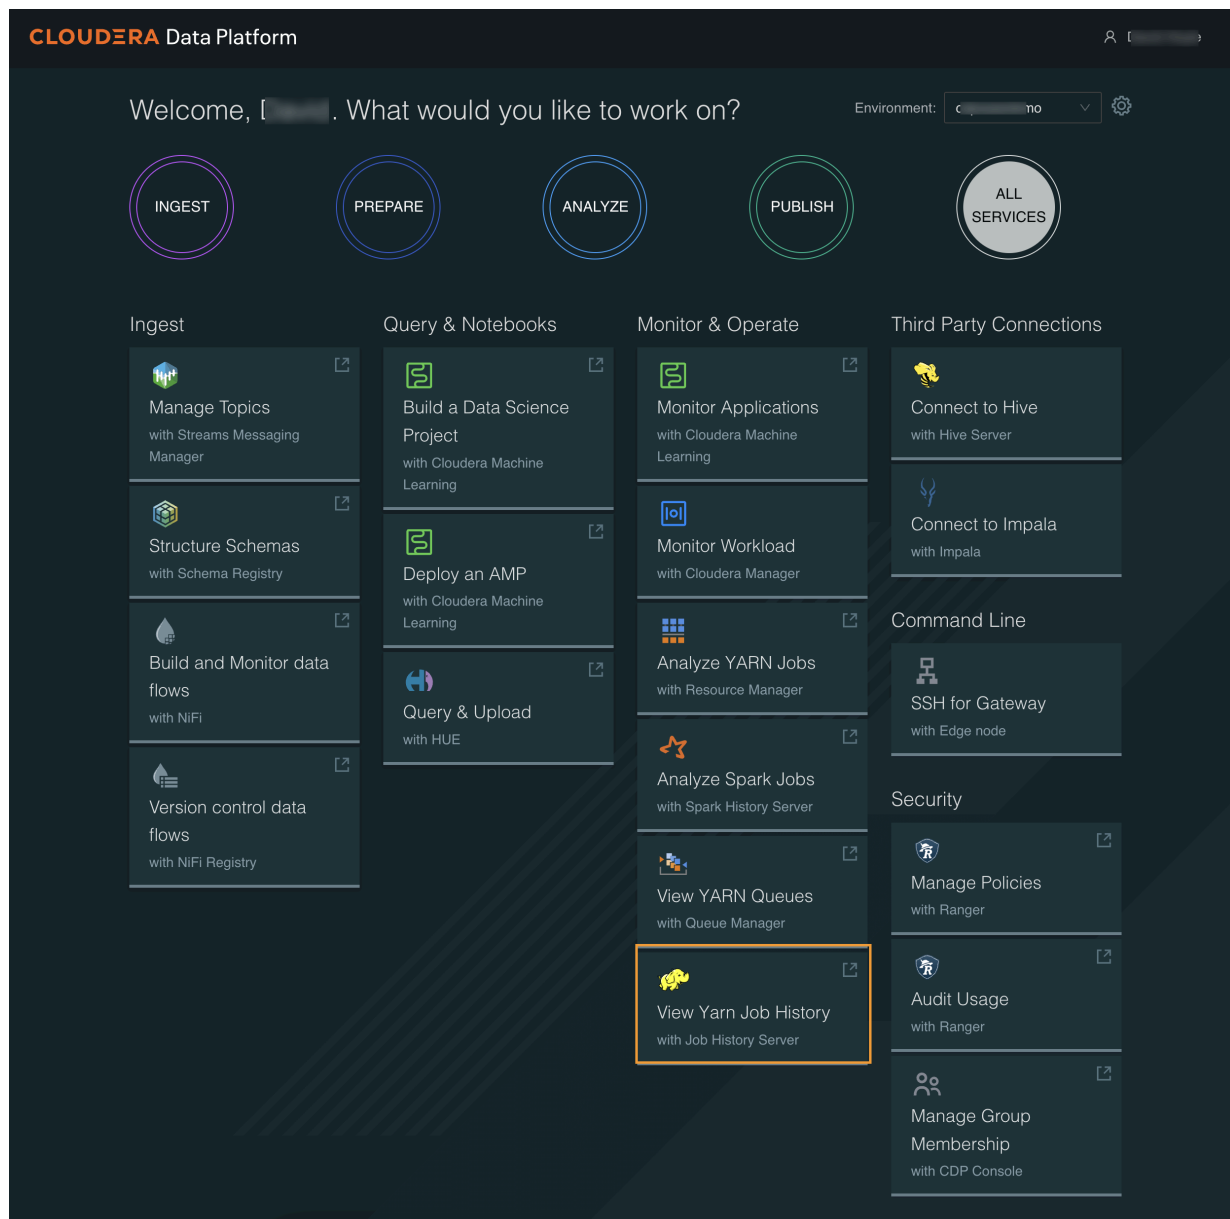 CLOUDERA Data Platform
Welcome, . What would you like to work on?
Environment:
INGEST
PREPARE
ANALYZE
PUBLISH
ALL
SERVICES
Ingest
Manage Topics
with Streams Messaging
Manager
Structure Schemas
with Schema Registry
Build and Monitor data
flows
with NiFi
Version control data
flows
with NiFi Registry
Query & Notebooks
Build a Data Science
Project
with Cloudera Machine
Learning
Deploy an AMP
with Cloudera Machine
Learning
Query & Upload
with HUE
Monitor & Operate
Monitor Applications
with Cloudera Machine
Learning
Monitor Workload
with Cloudera Manager
Analyze YARN Jobs
with Resource Manager
Analyze Spark Jobs
with Spark History Server
View YARN Queues
with Queue Manager
View Yarn Job History
with Job History Server
Third Party Connections
Connect to Hive
with Hive Server
Connect to Impala
with Impala
Command Line
SSH for Gateway
with Edge node
Security
Manage Policies
with Ranger
Audit Usage
with Ranger
Manage Group
Membership
with CDP Console